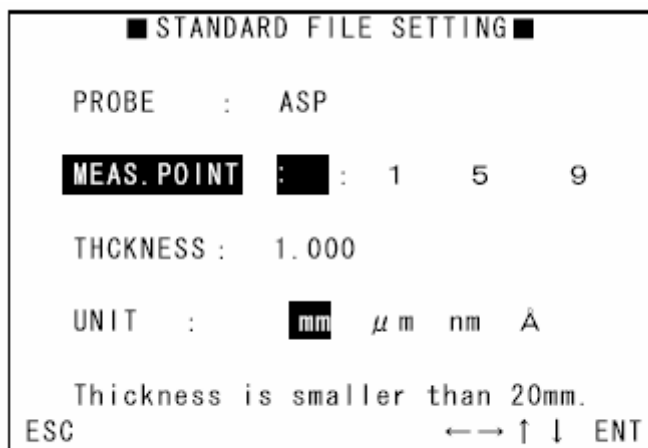 ■STANDARD FILE SETTING■
PROBE : ASP
MEAS.POINT : : 1 5 9
THCKNESS : 1.000
UNIT : mm μm nm Å
Thickness is smaller than 20mm.
ESC ←→↑↓ ENT